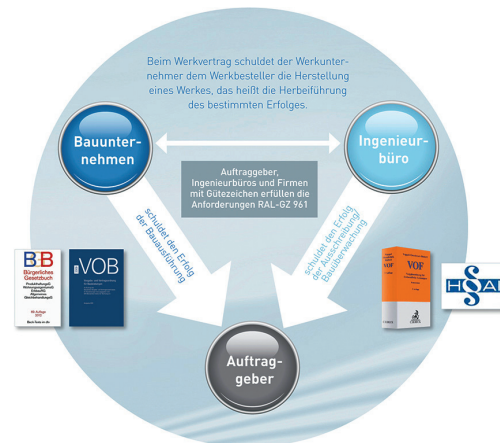 Beim Werkvertrag schuldet der Werkunter-
nehmer dem Werkbesteller die Herstellung
eines Werkes, das heißt die Herbeiführung
des bestimmten Erfolges.
Bauunter-
nehmen
Ingenieur-
büro
Auftraggeber,
Ingenieurbüros und Firmen
mit Gütezeichen erfüllen die
Anforderungen RAL-GZ 961
schuldet den Erfolg
der Bauausführung
schuldet den Erfolg
der Ausschreibung/
Bauüberwachung
Bürgerliches
Gesetzbuch
VOB
VOF
Auftrag-
geber